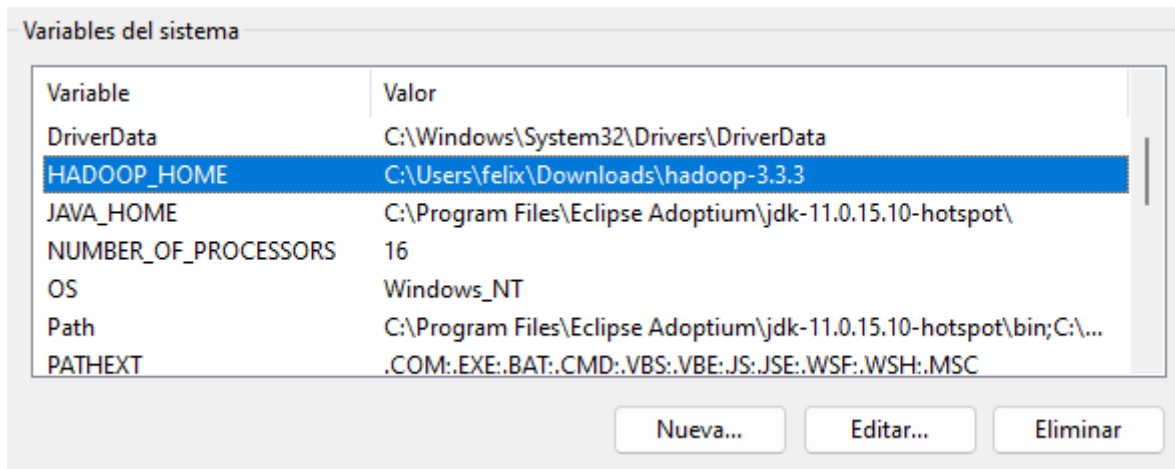 Variables del sistema
Variable Valor
DriverData C:\Windows\System32\Drivers\DriverData
HADOOP_HOME C:\Users\felix\Downloads\hadoop-3.3.3
JAVA_HOME C:\Program Files\Eclipse Adoptium\jdk-11.0.15.10-hotspot\
NUMBER_OF_PROCESSORS 16
OS Windows_NT
Path C:\Program Files\Eclipse Adoptium\jdk-11.0.15.10-hotspot\bin;C:\...
PATHEXT .COM;.EXE;.BAT;.CMD;.VBS;.VBE;.JS;.JSE;.WSF;.WSH;.MSC
Nueva... Editar... Eliminar